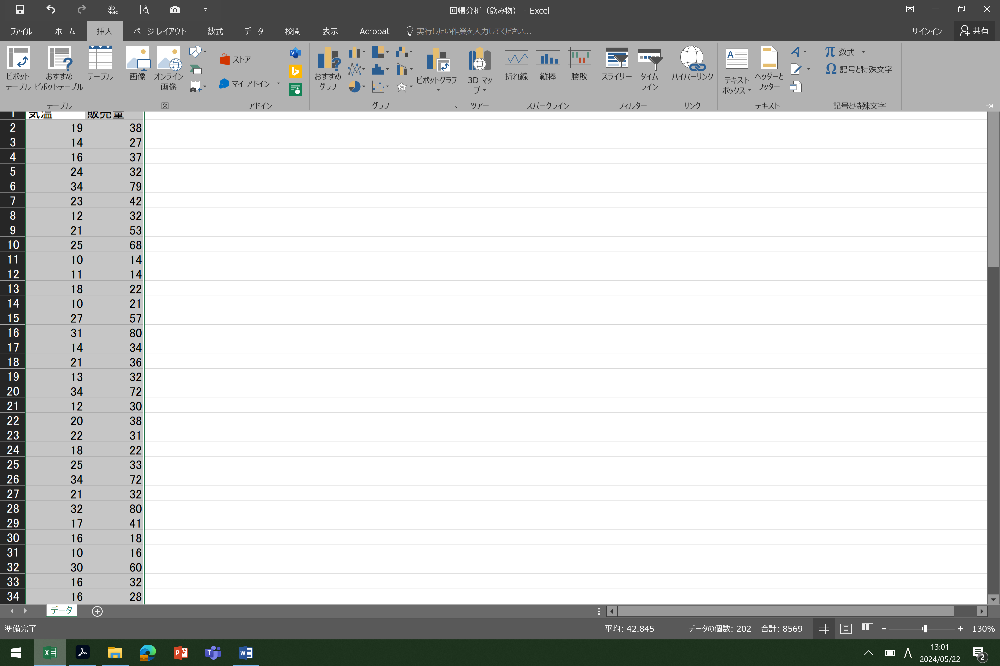 回帰分析（飲み物） - Excel
ファイル ホーム 挿入 ページ レイアウト 数式 データ 校閲 表示 Acrobat 実行したい作業を入力してください... サインイン 共有
ピボット
テーブル
おすすめ
ピボットテーブル
テーブル
テーブル
画像
オンライン
画像
図
ストア
マイ アドイン
アドイン
おすすめ
グラフ
ピボットグラフ
グラフ
3D マッ
プ
ツアー
折れ線 縦棒 勝敗
スパークライン
スライサー
タイム
ライン
フィルター
ハイパーリンク
リンク
テキスト
ボックス
ヘッダーと
フッター
テキスト
π 数式
Ω 記号と特殊文字
記号と特殊文字
1 気温 販売量
2 19 38
3 14 27
4 16 37
5 24 32
6 34 79
7 23 42
8 12 32
9 21 53
10 25 68
11 10 14
12 11 14
13 18 22
14 10 21
15 27 57
16 31 80
17 14 34
18 21 36
19 13 32
20 34 72
21 12 30
22 20 38
23 22 31
24 18 22
25 25 33
26 34 72
27 21 32
28 32 80
29 17 41
30 16 18
31 10 16
32 30 60
33 16 32
34 16 28
データ
準備完了 平均: 42.845 データの個数: 202 合計: 8569 130%
A 13:01
2024/05/22
2